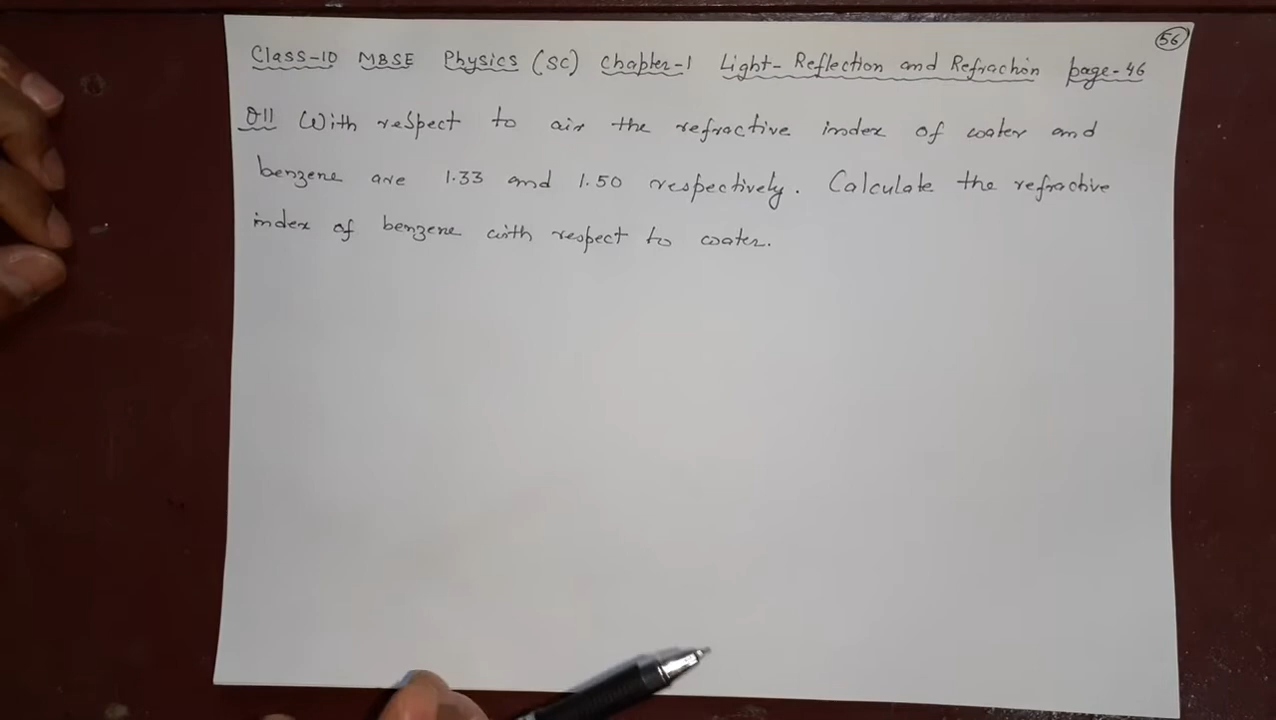 56
Class-10 MBSE Physics (SC) Chapter-1 Light- Reflection and Refraction page-46
Q11 With respect to air the refractive index of water and
benzene are 1.33 and 1.50 respectively. Calculate the refractive
index of benzene with respect to water.